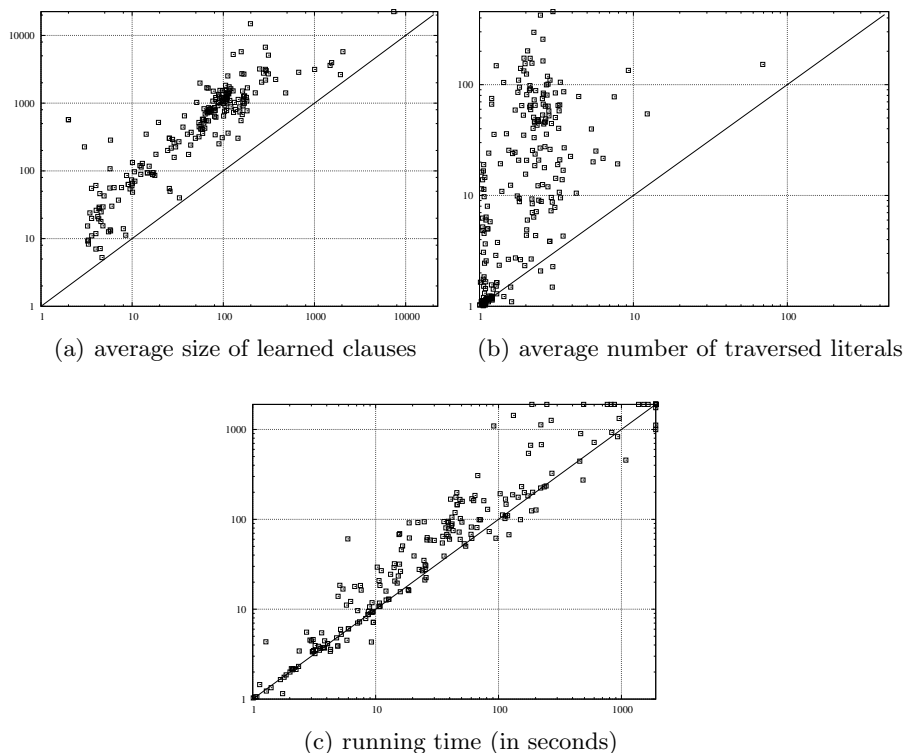 10000
1000
100
10
1
1 10 100 1000 10000
(a) average size of learned clauses
100
10
1
1 10 100
(b) average number of traversed literals
1000
100
10
1
1 10 100 1000
(c) running time (in seconds)